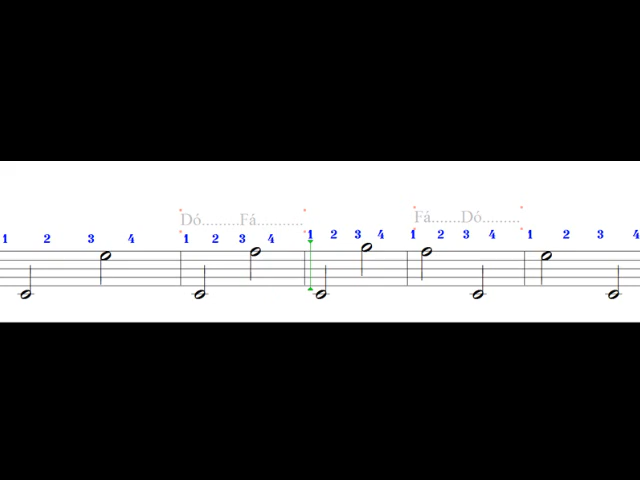 Dó.........Fá...........
Fá.......Dó.........
1 2 3 4 1 2 3 4 1 2 3 4 1 2 3 4 1 2 3 4